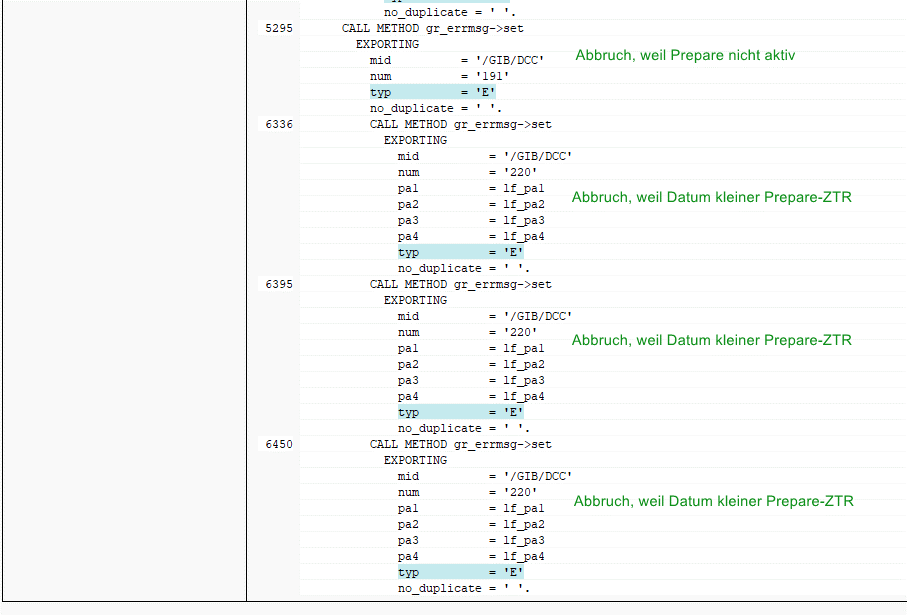 no_duplicate = ' '.
5295 CALL METHOD gr_errmsg->set
EXPORTING
mid = '/GIB/DCC' Abbruch, weil Prepare nicht aktiv
num = '191'
typ = 'E'
no_duplicate = ' '.
6336 CALL METHOD gr_errmsg->set
EXPORTING
mid = '/GIB/DCC'
num = '220'
pa1 = lf_pa1
pa2 = lf_pa2 Abbruch, weil Datum kleiner Prepare-ZTR
pa3 = lf_pa3
pa4 = lf_pa4
typ = 'E'
no_duplicate = ' '.
6395 CALL METHOD gr_errmsg->set
EXPORTING
mid = '/GIB/DCC'
num = '220'
pa1 = lf_pa1 Abbruch, weil Datum kleiner Prepare-ZTR
pa2 = lf_pa2
pa3 = lf_pa3
pa4 = lf_pa4
typ = 'E'
no_duplicate = ' '.
6450 CALL METHOD gr_errmsg->set
EXPORTING
mid = '/GIB/DCC'
num = '220'
pa1 = lf_pa1 Abbruch, weil Datum kleiner Prepare-ZTR
pa2 = lf_pa2
pa3 = lf_pa3
pa4 = lf_pa4
typ = 'E'
no_duplicate = ' '.